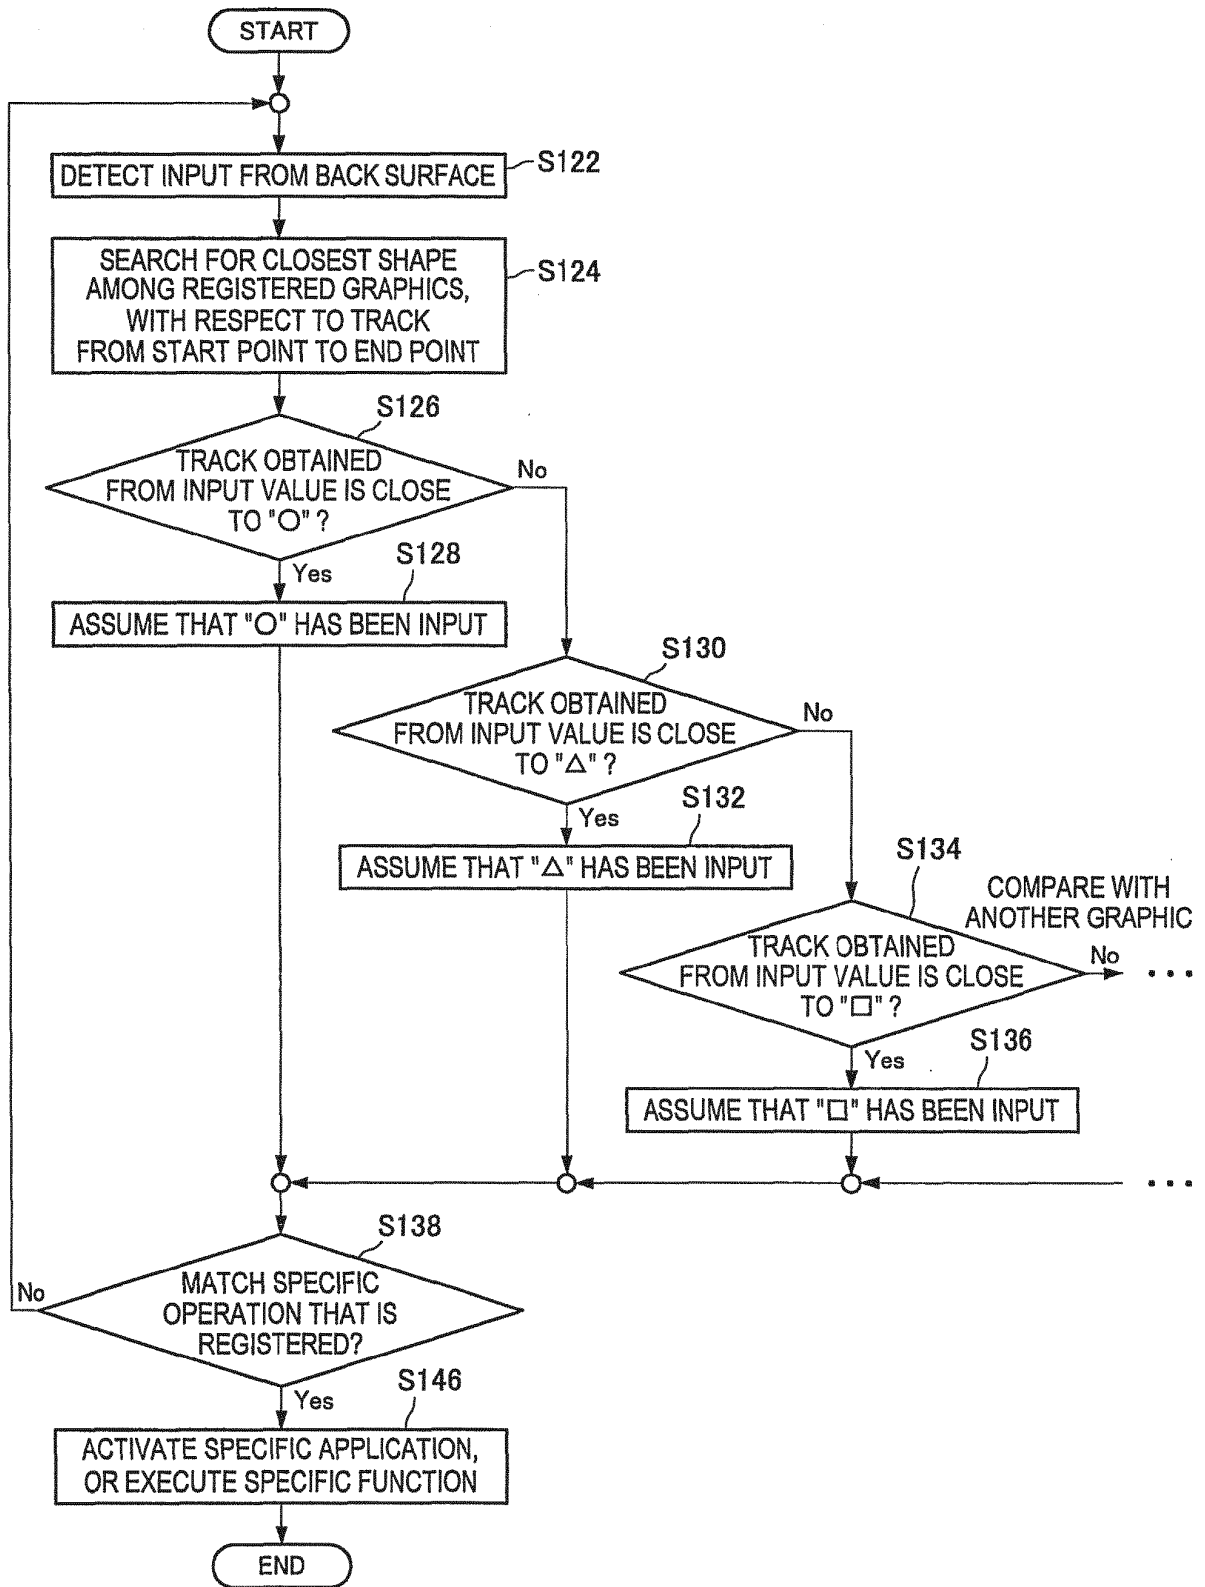 START
DETECT INPUT FROM BACK SURFACE
S122
SEARCH FOR CLOSEST SHAPE
AMONG REGISTERED GRAPHICS,
WITH RESPECT TO TRACK
FROM START POINT TO END POINT
S124
S126
TRACK OBTAINED
FROM INPUT VALUE IS CLOSE
TO "○" ?
No
Yes
S128
ASSUME THAT "○" HAS BEEN INPUT
S130
TRACK OBTAINED
FROM INPUT VALUE IS CLOSE
TO "△" ?
No
Yes
S132
ASSUME THAT "△" HAS BEEN INPUT
S134
TRACK OBTAINED
FROM INPUT VALUE IS CLOSE
TO "□" ?
COMPARE WITH
ANOTHER GRAPHIC
No
...
Yes
S136
ASSUME THAT "□" HAS BEEN INPUT
...
S138
MATCH SPECIFIC
OPERATION THAT IS
REGISTERED?
No
Yes
S146
ACTIVATE SPECIFIC APPLICATION,
OR EXECUTE SPECIFIC FUNCTION
END